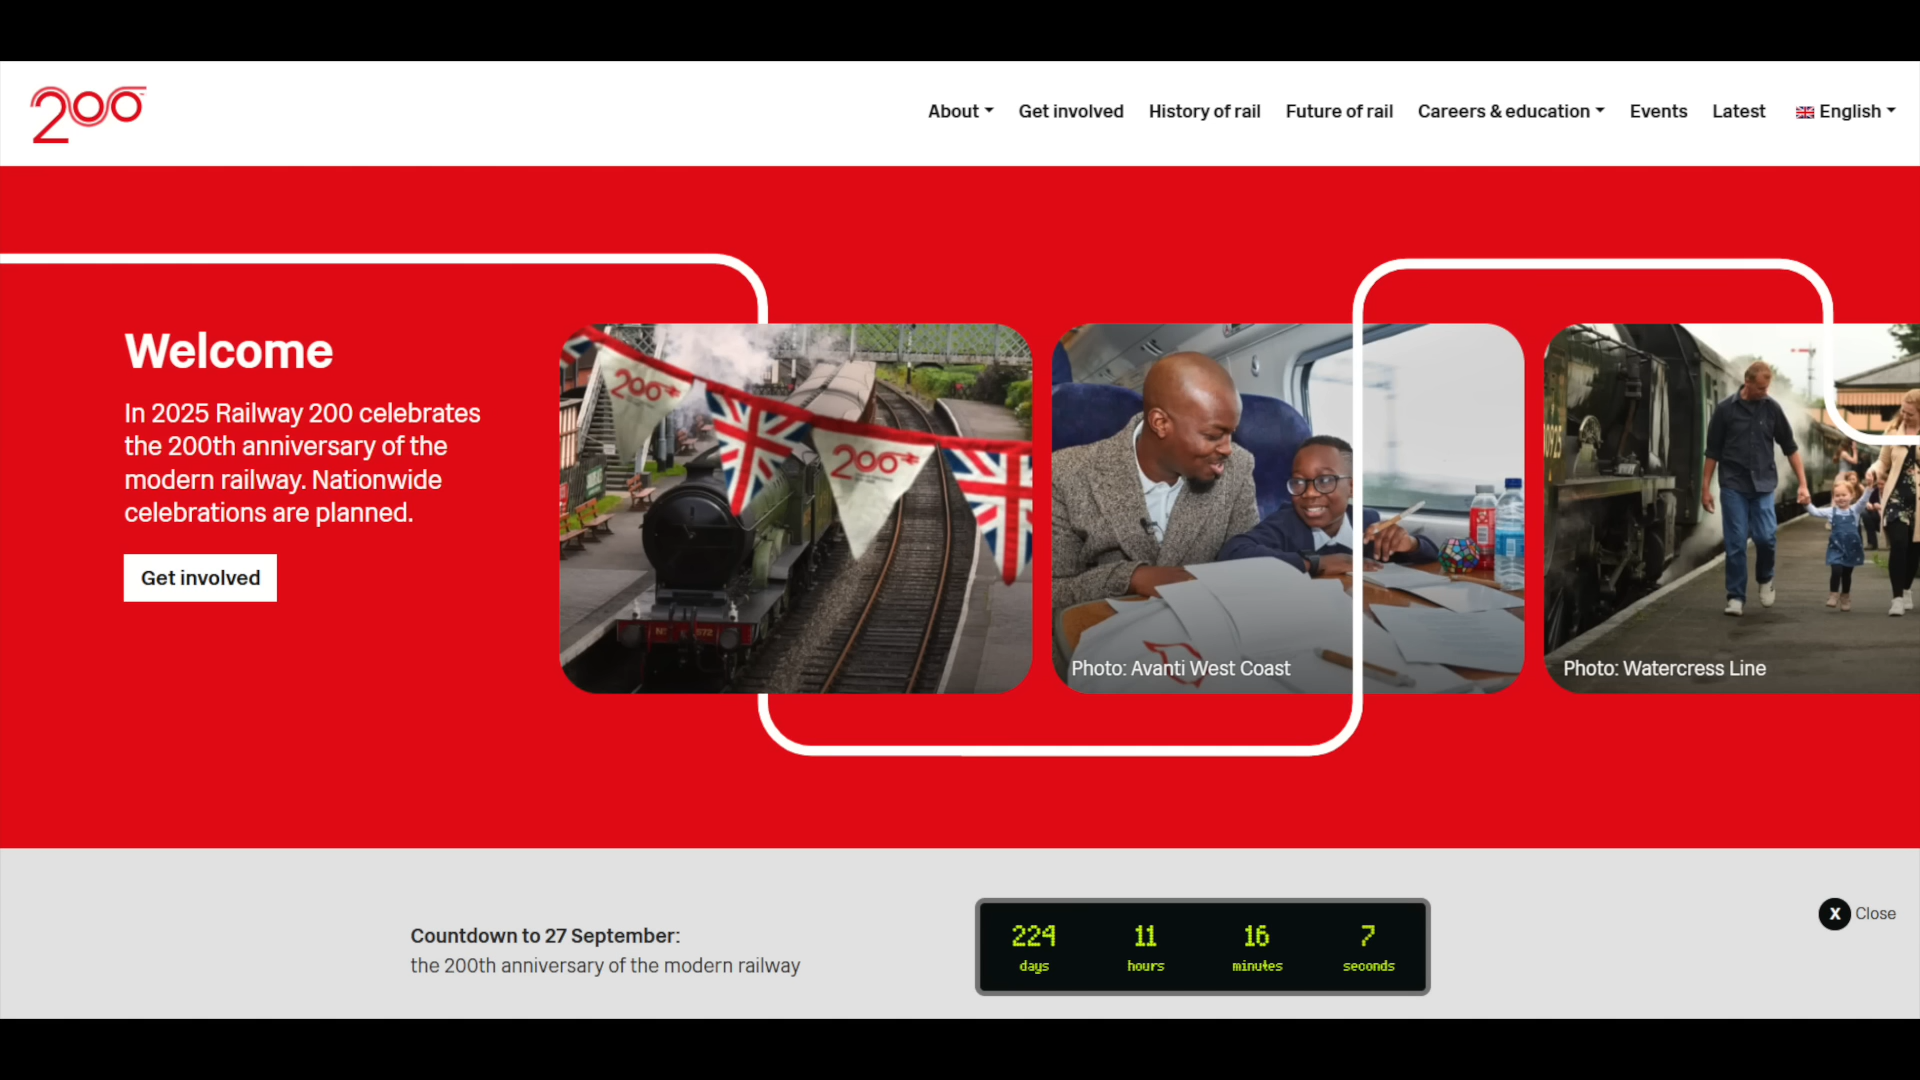 200
About
Get involved
History of rail
Future of rail
Careers & education
Events
Latest
English
Welcome
In 2025 Railway 200 celebrates
the 200th anniversary of the
modern railway. Nationwide
celebrations are planned.
Get involved
200
200
Photo: Avanti West Coast
Photo: Watercress Line
Countdown to 27 September:
the 200th anniversary of the modern railway
224 11 16 7
days hours minutes seconds
X Close